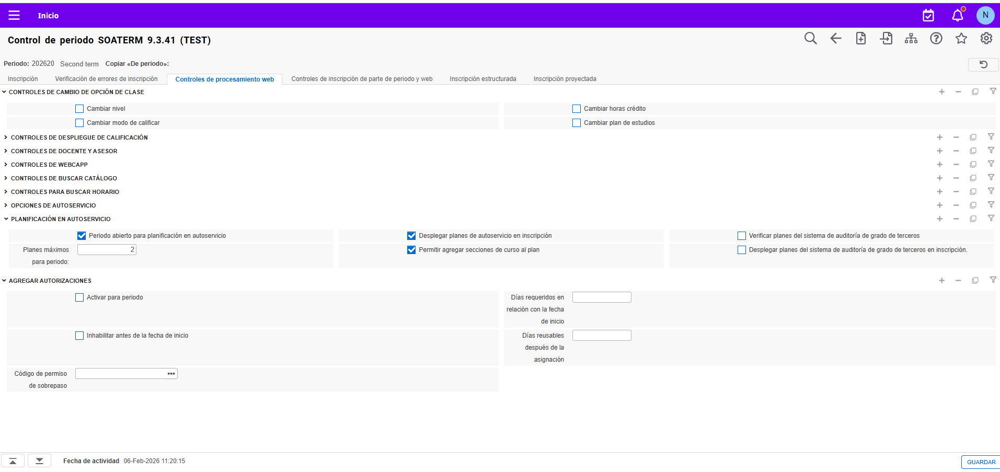 Inicio
N
Control de periodo SOATERM 9.3.41 (TEST)
Periodo: 202620 Second term Copiar «De periodo»:
Inscripción Verificación de errores de inscripción Controles de procesamiento web Controles de inscripción de parte de periodo y web Inscripción estructurada Inscripción proyectada
CONTROLES DE CAMBIO DE OPCIÓN DE CLASE
Cambiar nivel Cambiar horas crédito
Cambiar modo de calificar Cambiar plan de estudios
CONTROLES DE DESPLIEGUE DE CALIFICACIÓN
CONTROLES DE DOCENTE Y ASESOR
CONTROLES DE WEBCAPP
CONTROLES DE BUSCAR CATÁLOGO
CONTROLES PARA BUSCAR HORARIO
OPCIONES DE AUTOSERVICIO
PLANIFICACIÓN EN AUTOSERVICIO
Periodo abierto para planificación en autoservicio Desplegar planes de autoservicio en inscripción Verificar planes del sistema de auditoría de grado de terceros
Planes máximos para periodo: 2 Permitir agregar secciones de curso al plan Desplegar planes del sistema de auditoría de grado de terceros en inscripción.
AGREGAR AUTORIZACIONES
Activar para periodo
Días requeridos en
relación con la fecha
de inicio
Inhabilitar antes de la fecha de inicio
Días reusables
después de la
asignación
Código de permiso
de sobrepaso
Fecha de actividad 06-Feb-2026 11:20:15
GUARDAR